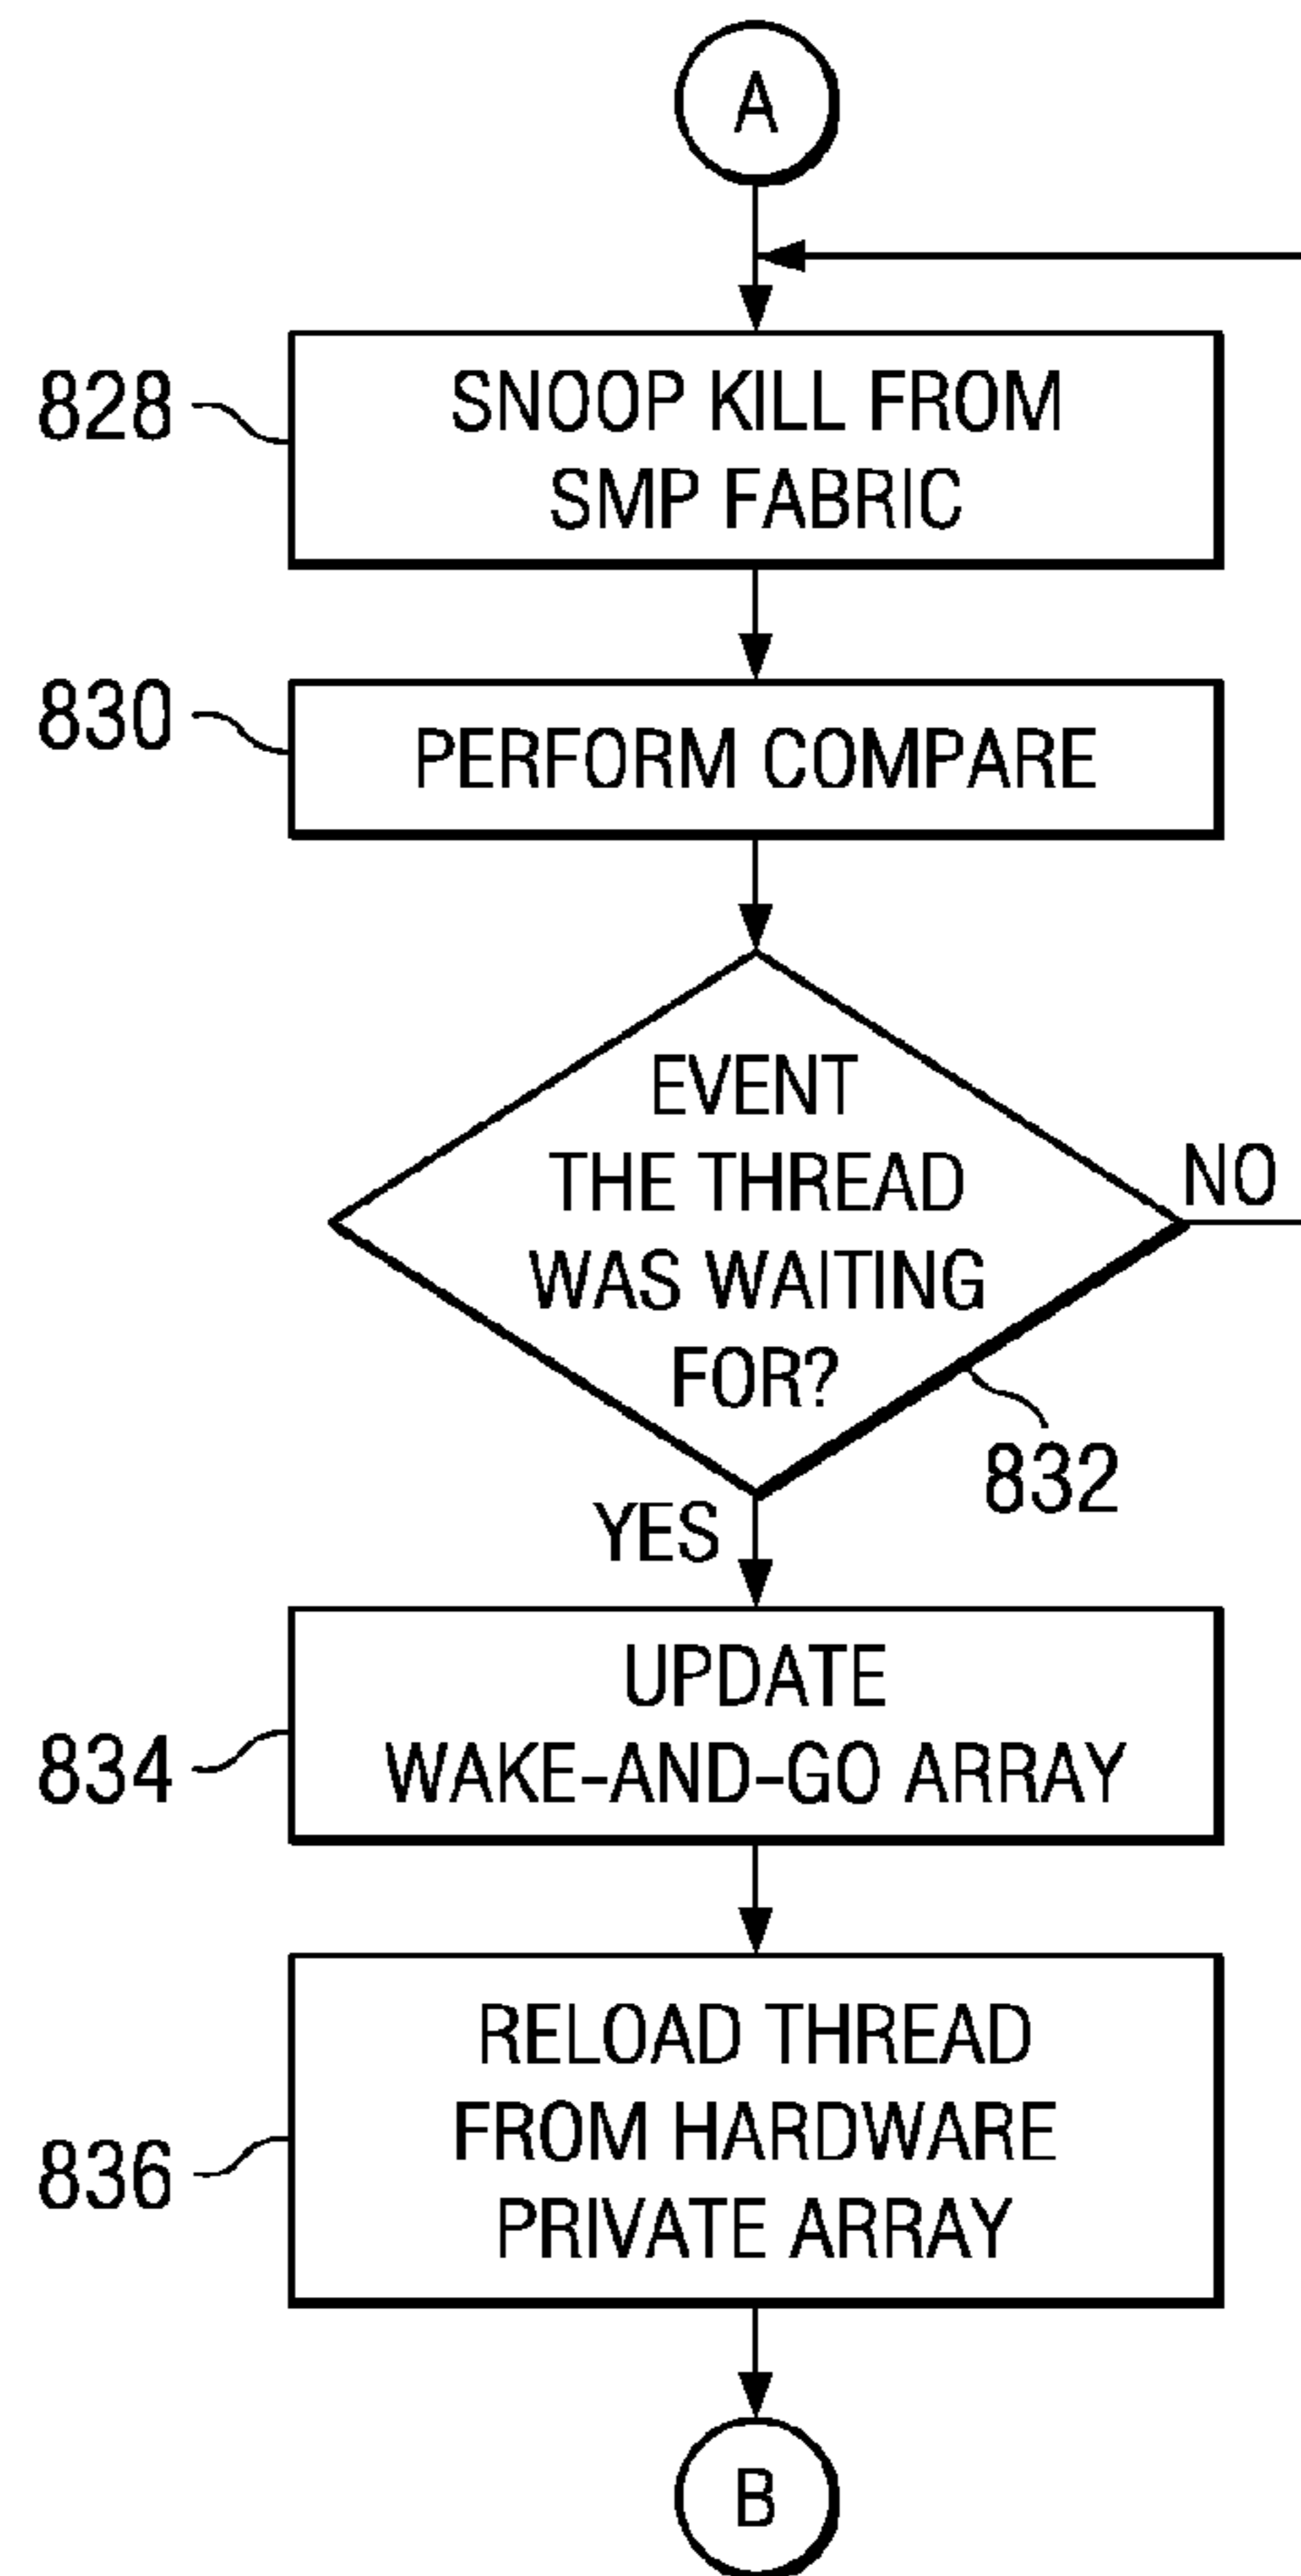 A
828
SNOOP KILL FROM
SMP FABRIC
830
PERFORM COMPARE
EVENT
THE THREAD
WAS WAITING
FOR?
NO
832
YES
834
UPDATE
WAKE-AND-GO ARRAY
836
RELOAD THREAD
FROM HARDWARE
PRIVATE ARRAY
B